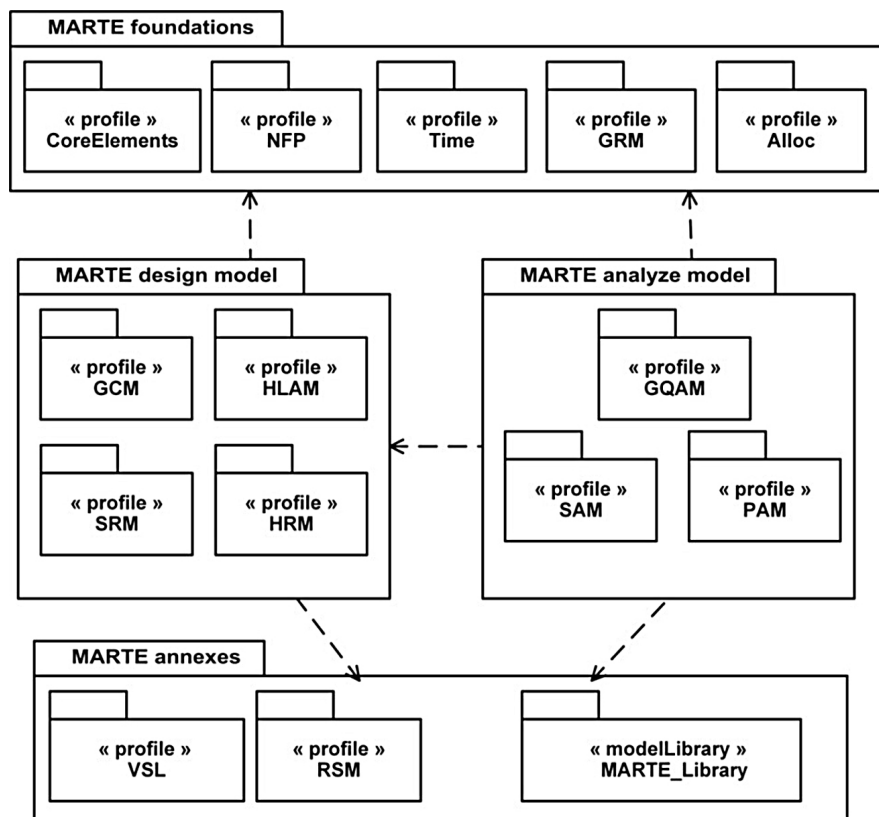 MARTE foundations
« profile »
CoreElements
« profile »
NFP
« profile »
Time
« profile »
GRM
« profile »
Alloc
MARTE design model
« profile »
GCM
« profile »
HLAM
« profile »
SRM
« profile »
HRM
MARTE analyze model
« profile »
GQAM
« profile »
SAM
« profile »
PAM
MARTE annexes
« profile »
VSL
« profile »
RSM
« modelLibrary »
MARTE_Library